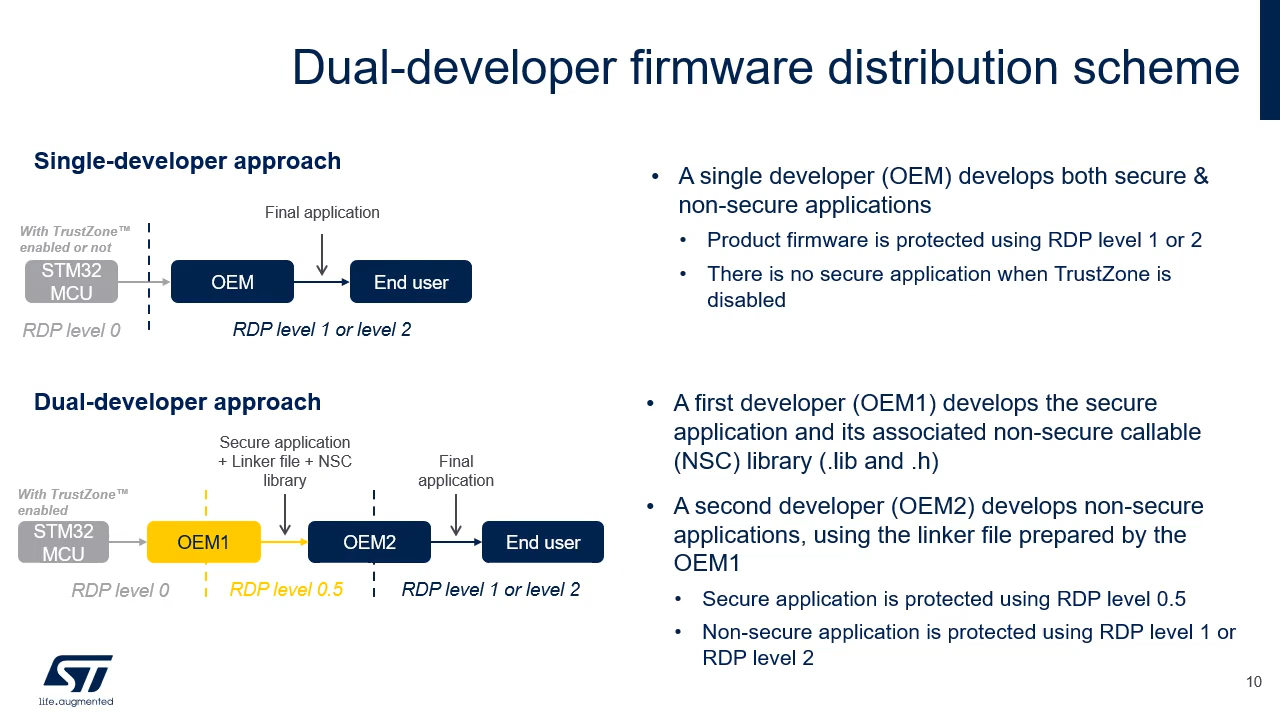 Dual-developer firmware distribution scheme
Single-developer approach
Final application
With TrustZone™
enabled or not
STM32
MCU
OEM
End user
RDP level 0
RDP level 1 or level 2
• A single developer (OEM) develops both secure &
non-secure applications
• Product firmware is protected using RDP level 1 or 2
• There is no secure application when TrustZone is
disabled
Dual-developer approach
Secure application
+ Linker file + NSC
library
Final
application
With TrustZone™
enabled
STM32
MCU
OEM1
OEM2
End user
RDP level 0
RDP level 0.5
RDP level 1 or level 2
• A first developer (OEM1) develops the secure
application and its associated non-secure callable
(NSC) library (.lib and .h)
• A second developer (OEM2) develops non-secure
applications, using the linker file prepared by the
OEM1
• Secure application is protected using RDP level 0.5
• Non-secure application is protected using RDP level 1 or
RDP level 2
ST
life.augmented
10